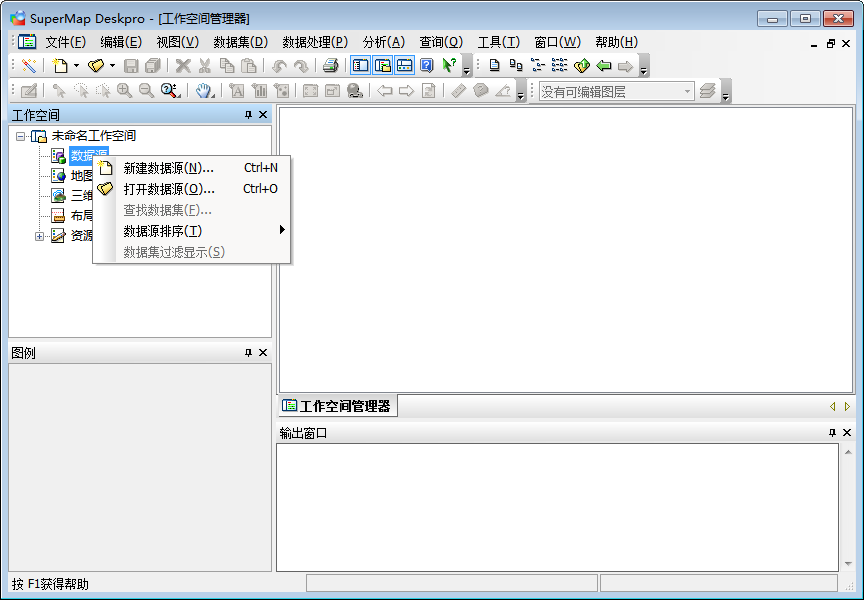 SuperMap Deskpro - [工作空间管理器]
文件(F) 编辑(E) 视图(V) 数据集(D) 数据处理(P) 分析(A) 查询(Q) 工具(T) 窗口(W) 帮助(H)
没有可编辑图层
工作空间
未命名工作空间
数据源
地图
三维
布局
资源
新建数据源(N)... Ctrl+N
打开数据源(O)... Ctrl+O
查找数据集(F)...
数据源排序(T)
数据集过滤显示(S)
图例
工作空间管理器
输出窗口
按 F1获得帮助